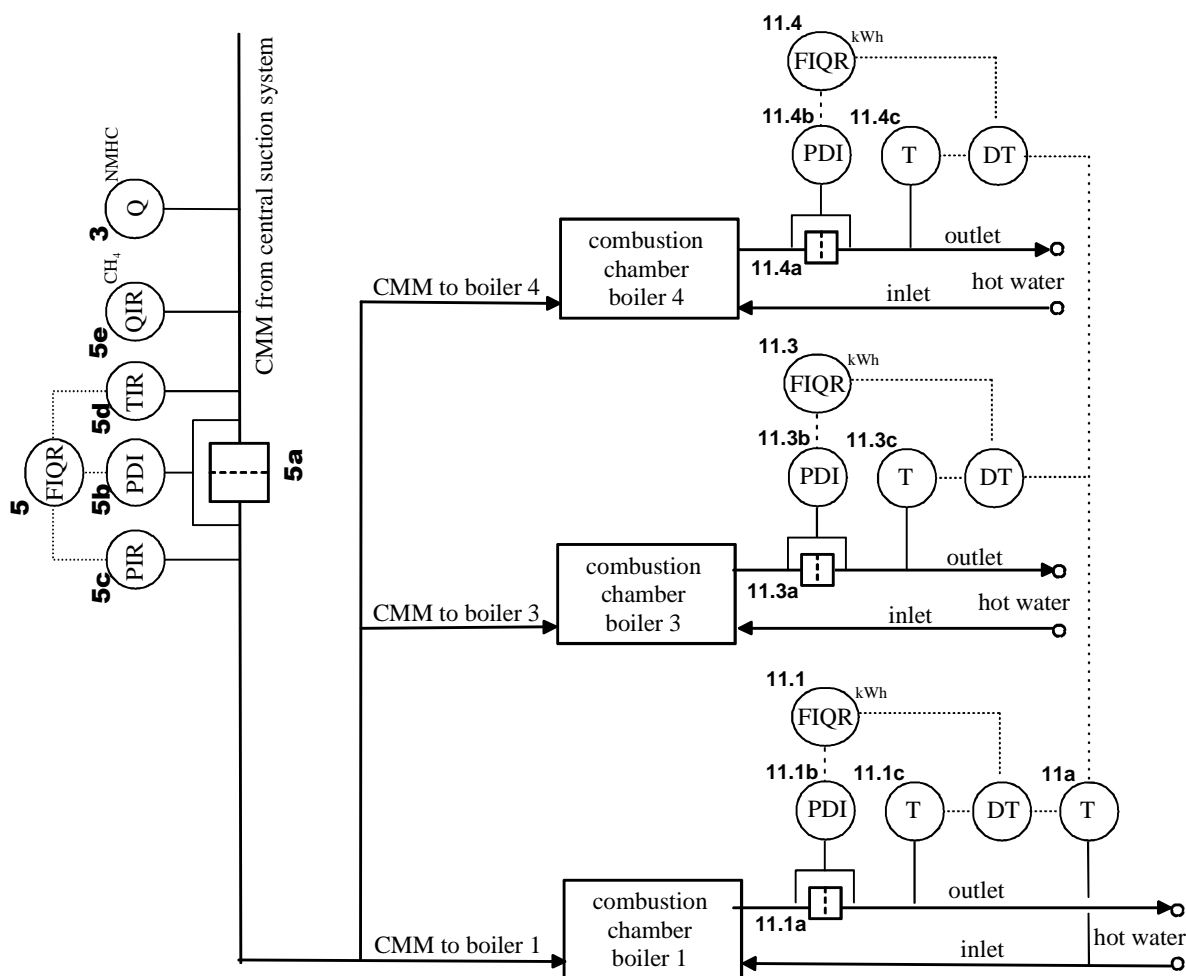 11.4
FIQR
kWh
11.4b
PDI
11.4c
T
DT
combustion
chamber
boiler 4
11.4a
outlet
hot water
inlet
CMM to boiler 4
CMM from central suction system
3
Q
NMHC
5e
QIR
CH₄
5d
TIR
5
FIQR
5b
PDI
5a
5c
PIR
11.3
FIQR
kWh
11.3b
PDI
11.3c
T
DT
combustion
chamber
boiler 3
11.3a
outlet
hot water
inlet
CMM to boiler 3
11.1
FIQR
kWh
11.1b
PDI
11.1c
T
DT
11a
T
combustion
chamber
boiler 1
11.1a
outlet
hot water
inlet
CMM to boiler 1